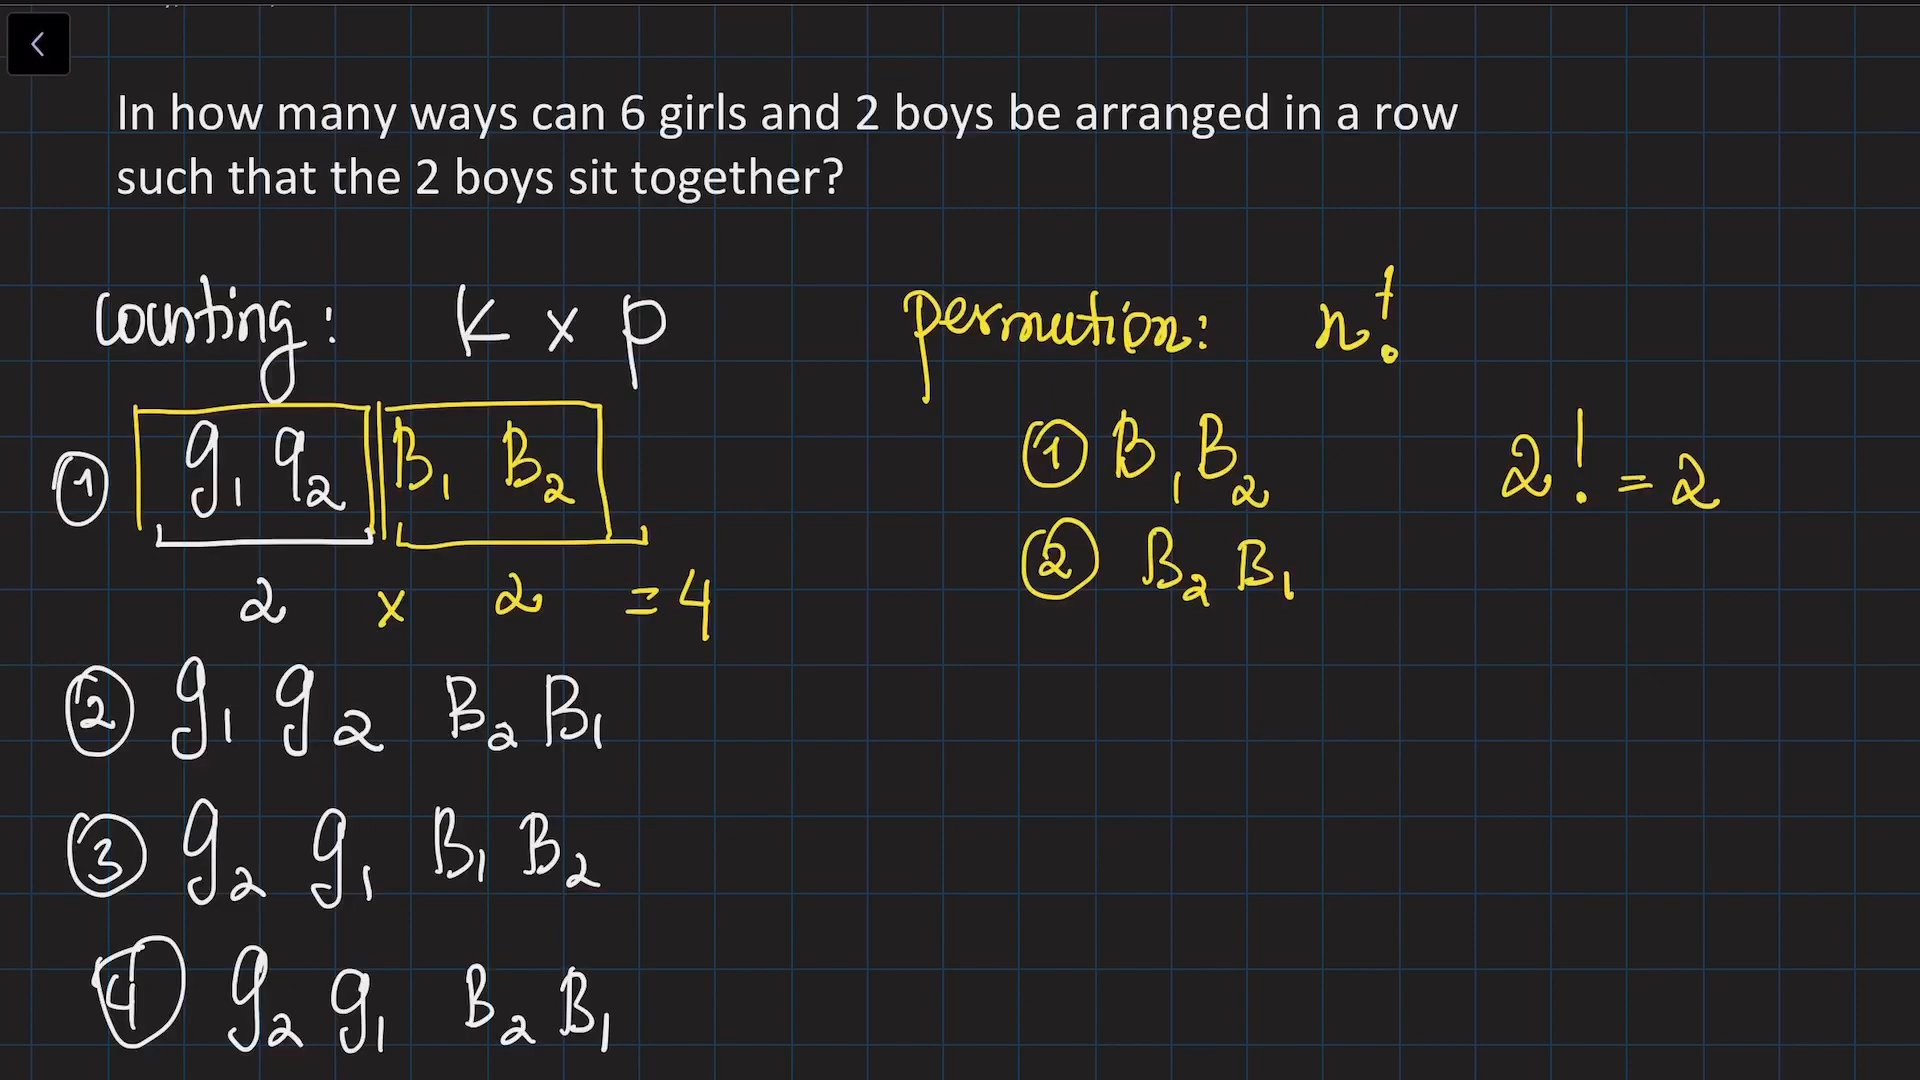 In how many ways can 6 girls and 2 boys be arranged in a row
such that the 2 boys sit together?
counting: k x p
permution: n!
① g1 g2 B1 B2
2 x 2 = 4
② g1 g2 B2 B1
③ g2 g1 B1 B2
④ g2 g1 B2 B1
① B1 B2 2! = 2
② B2 B1